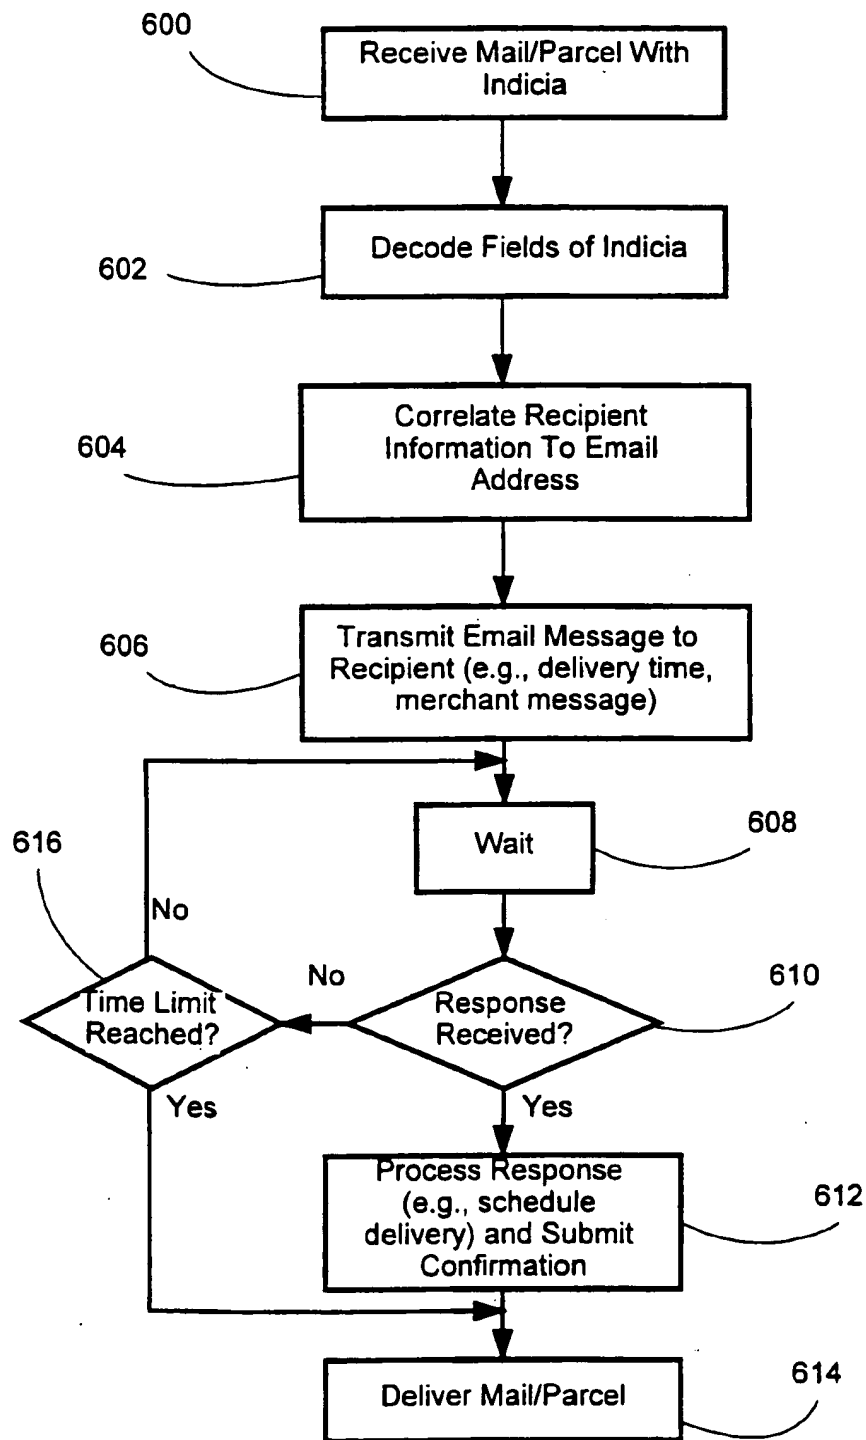 600
Receive Mail/Parcel With
Indicia
602
Decode Fields of Indicia
604
Correlate Recipient
Information To Email
Address
606
Transmit Email Message to
Recipient (e.g., delivery time,
merchant message)
608
Wait
616
No
Time Limit
Reached?
No
Response
Received?
610
Yes
Yes
Process Response
(e.g., schedule
delivery) and Submit
Confirmation
612
Deliver Mail/Parcel
614